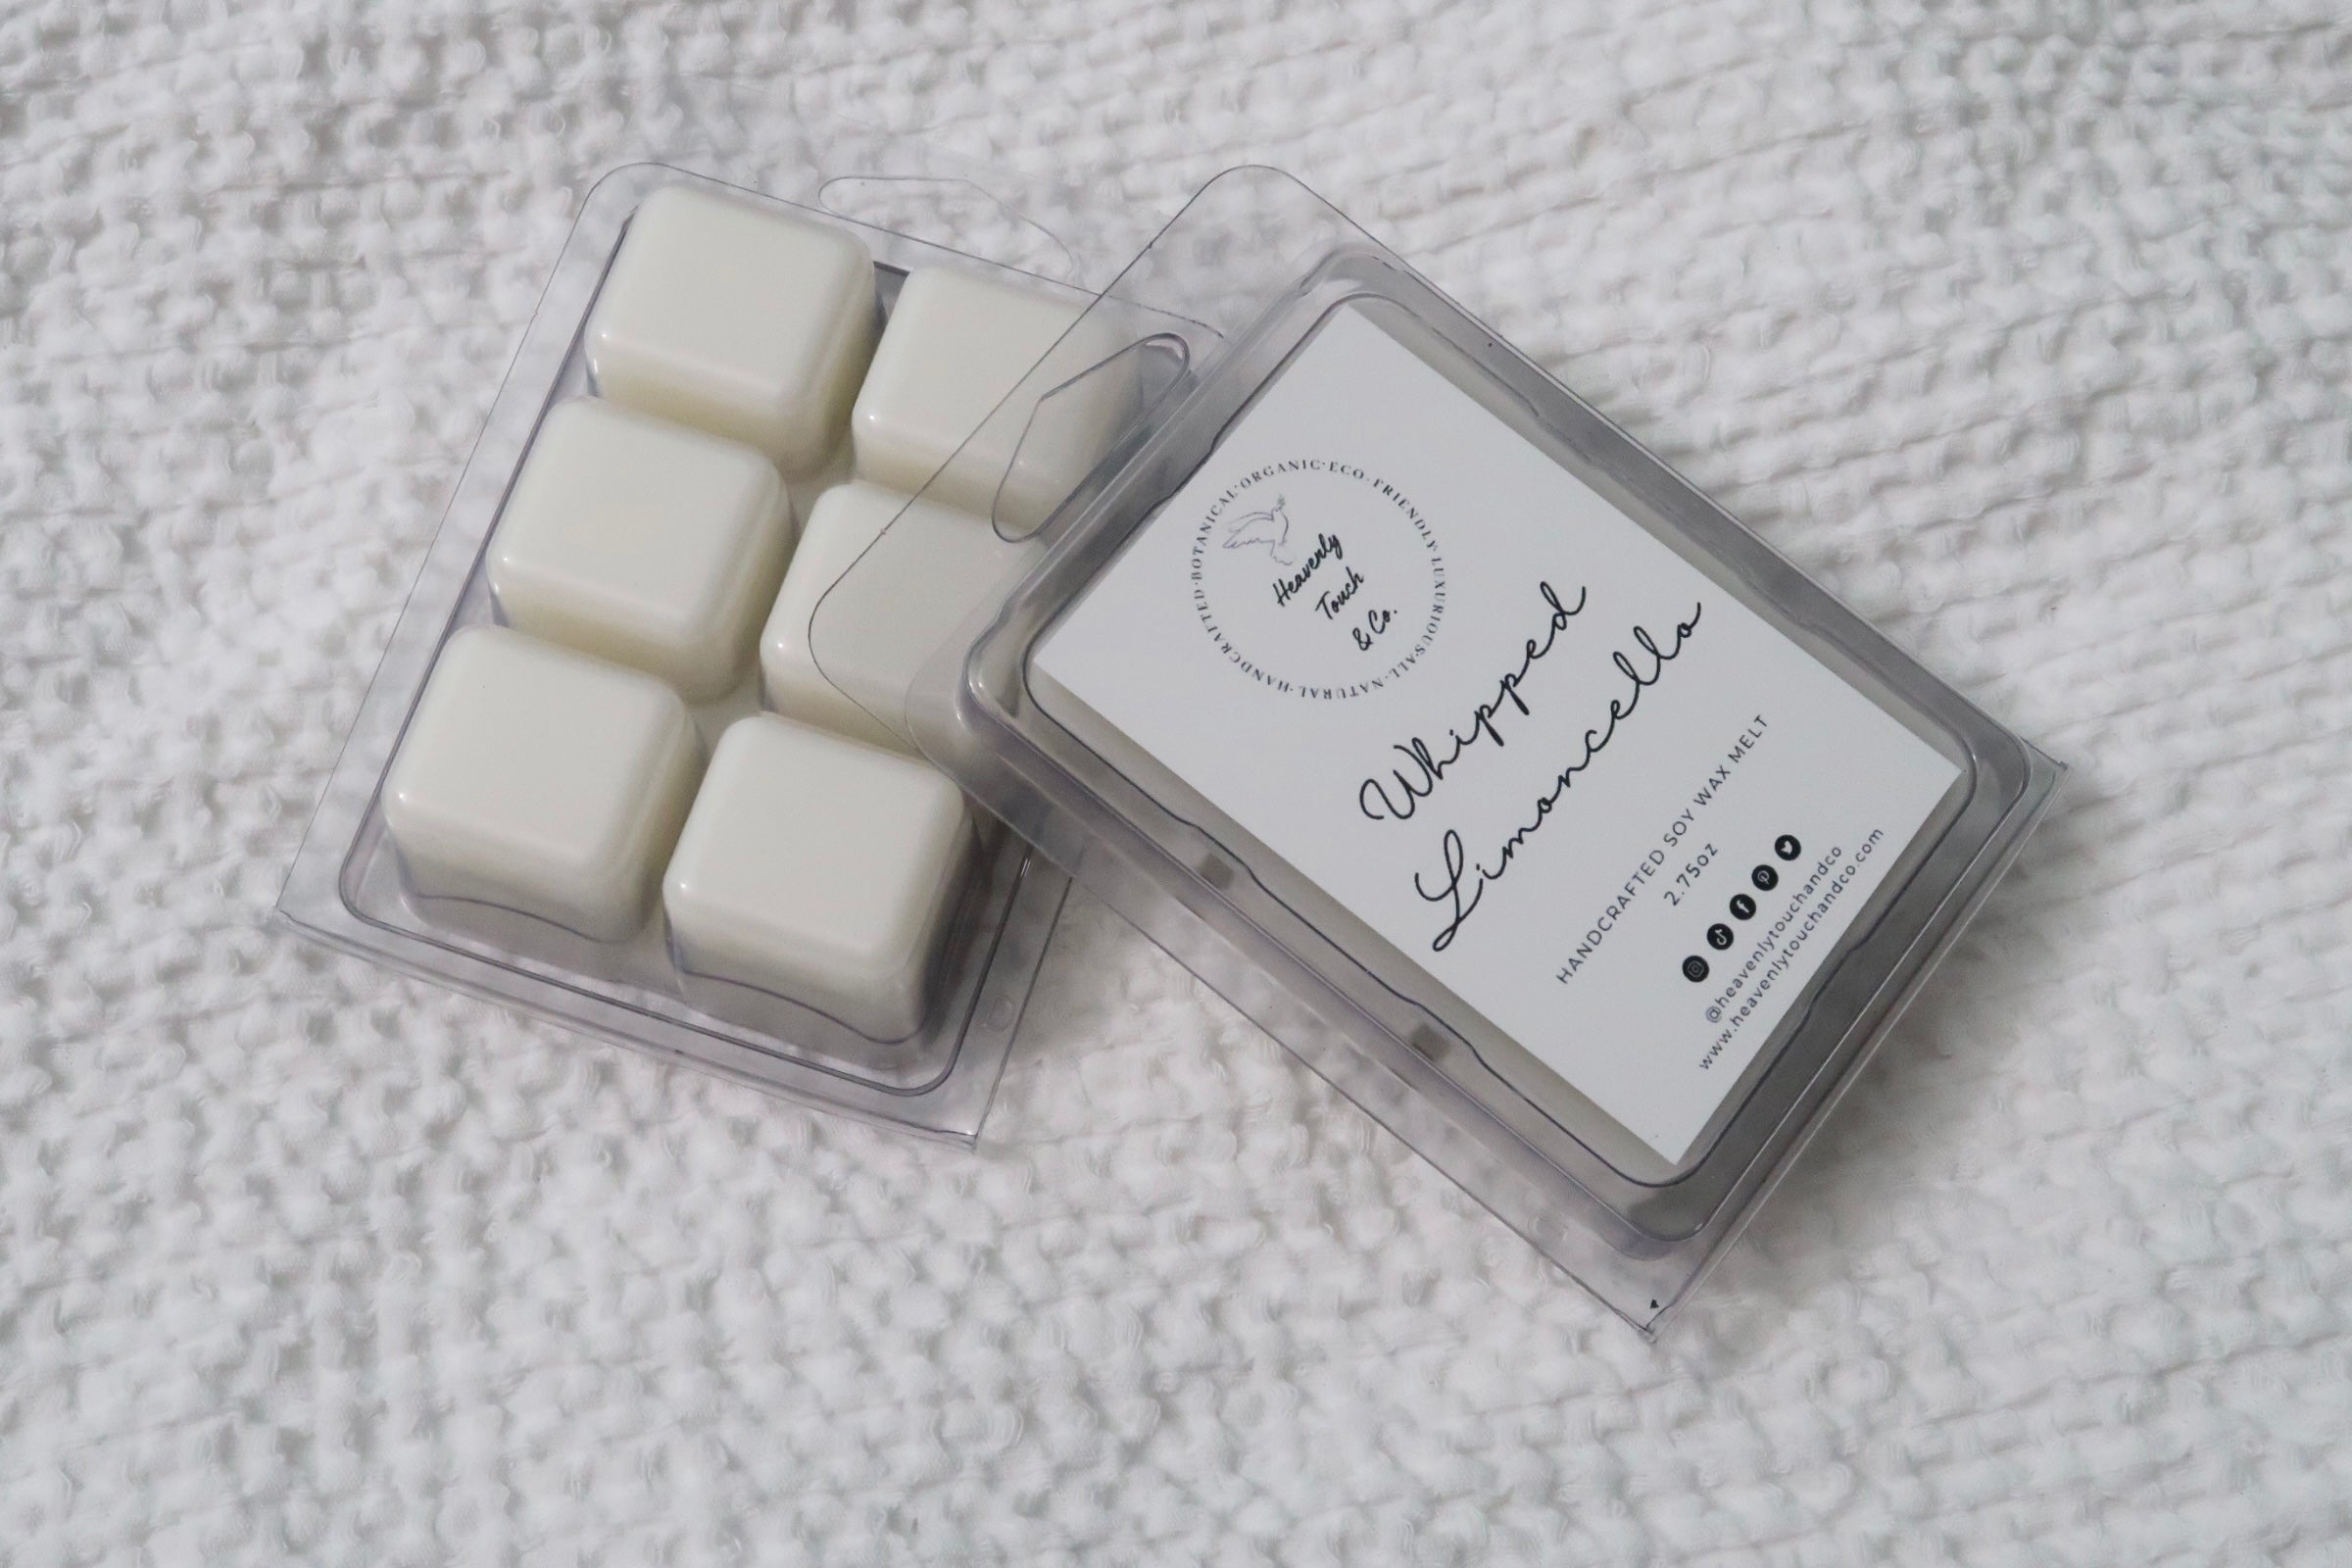 HANDCRAFTED·BOTANICAL·ORGANIC·ECO-FRIENDLY·LUXURIOUS·ALL-NATURAL·
Heavenly
Touch
& Co.
Whipped
Limoncello
HANDCRAFTED SOY WAX MELT
2.75oz
@heavenlytouchandco
www.heavenlytouchandco.com